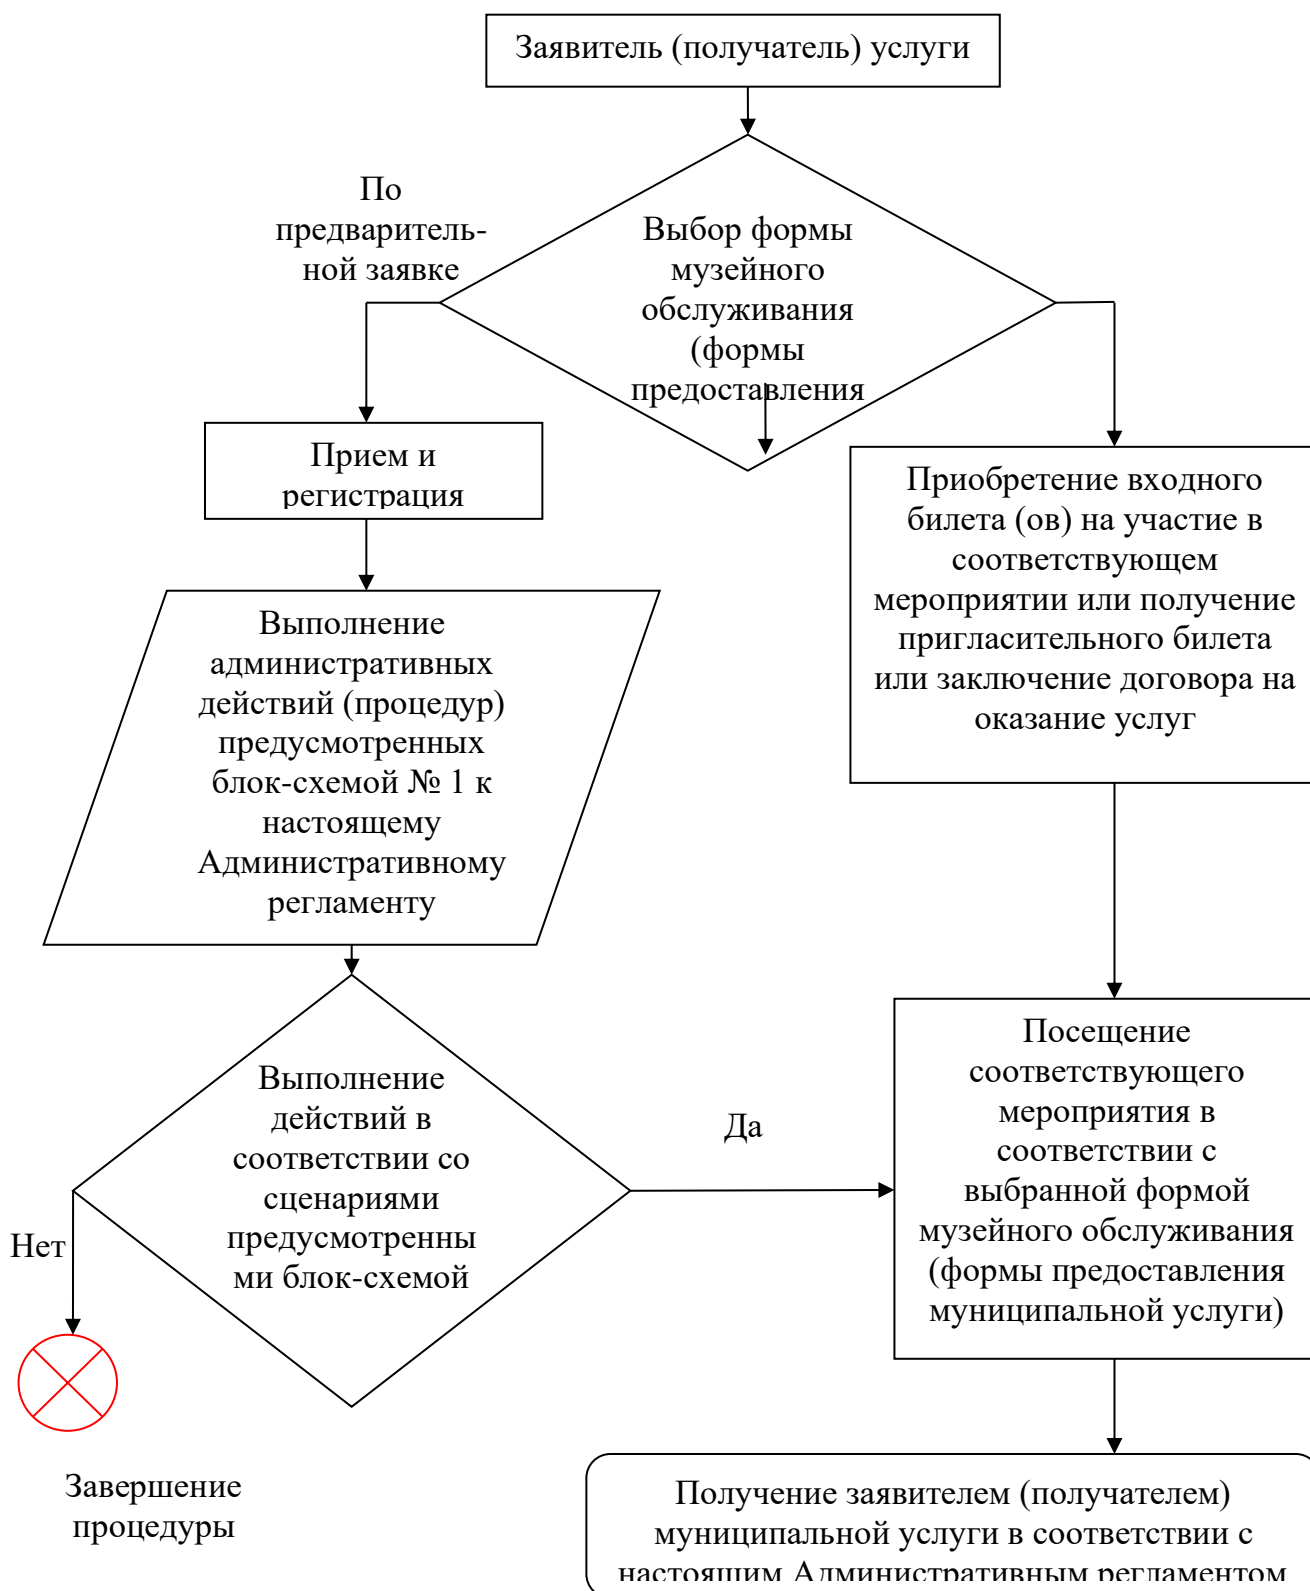 Заявитель (получатель) услуги
По
предваритель-
ной заявке
Выбор формы
музейного
обслуживания
(формы
предоставления
Прием и
регистрация
Приобретение входного
билета (ов) на участие в
соответствующем
мероприятии или получение
пригласительного билета
или заключение договора на
оказание услуг
Выполнение
административных
действий (процедур)
предусмотренных
блок-схемой № 1 к
настоящему
Административному
регламенту
Выполнение
действий в
соответствии со
сценариями
предусмотренны
ми блок-схемой
Да
Нет
Посещение
соответствующего
мероприятия в
соответствии с
выбранной формой
музейного обслуживания
(формы предоставления
муниципальной услуги)
Завершение
процедуры
Получение заявителем (получателем)
муниципальной услуги в соответствии с
настоящим Административным регламентом